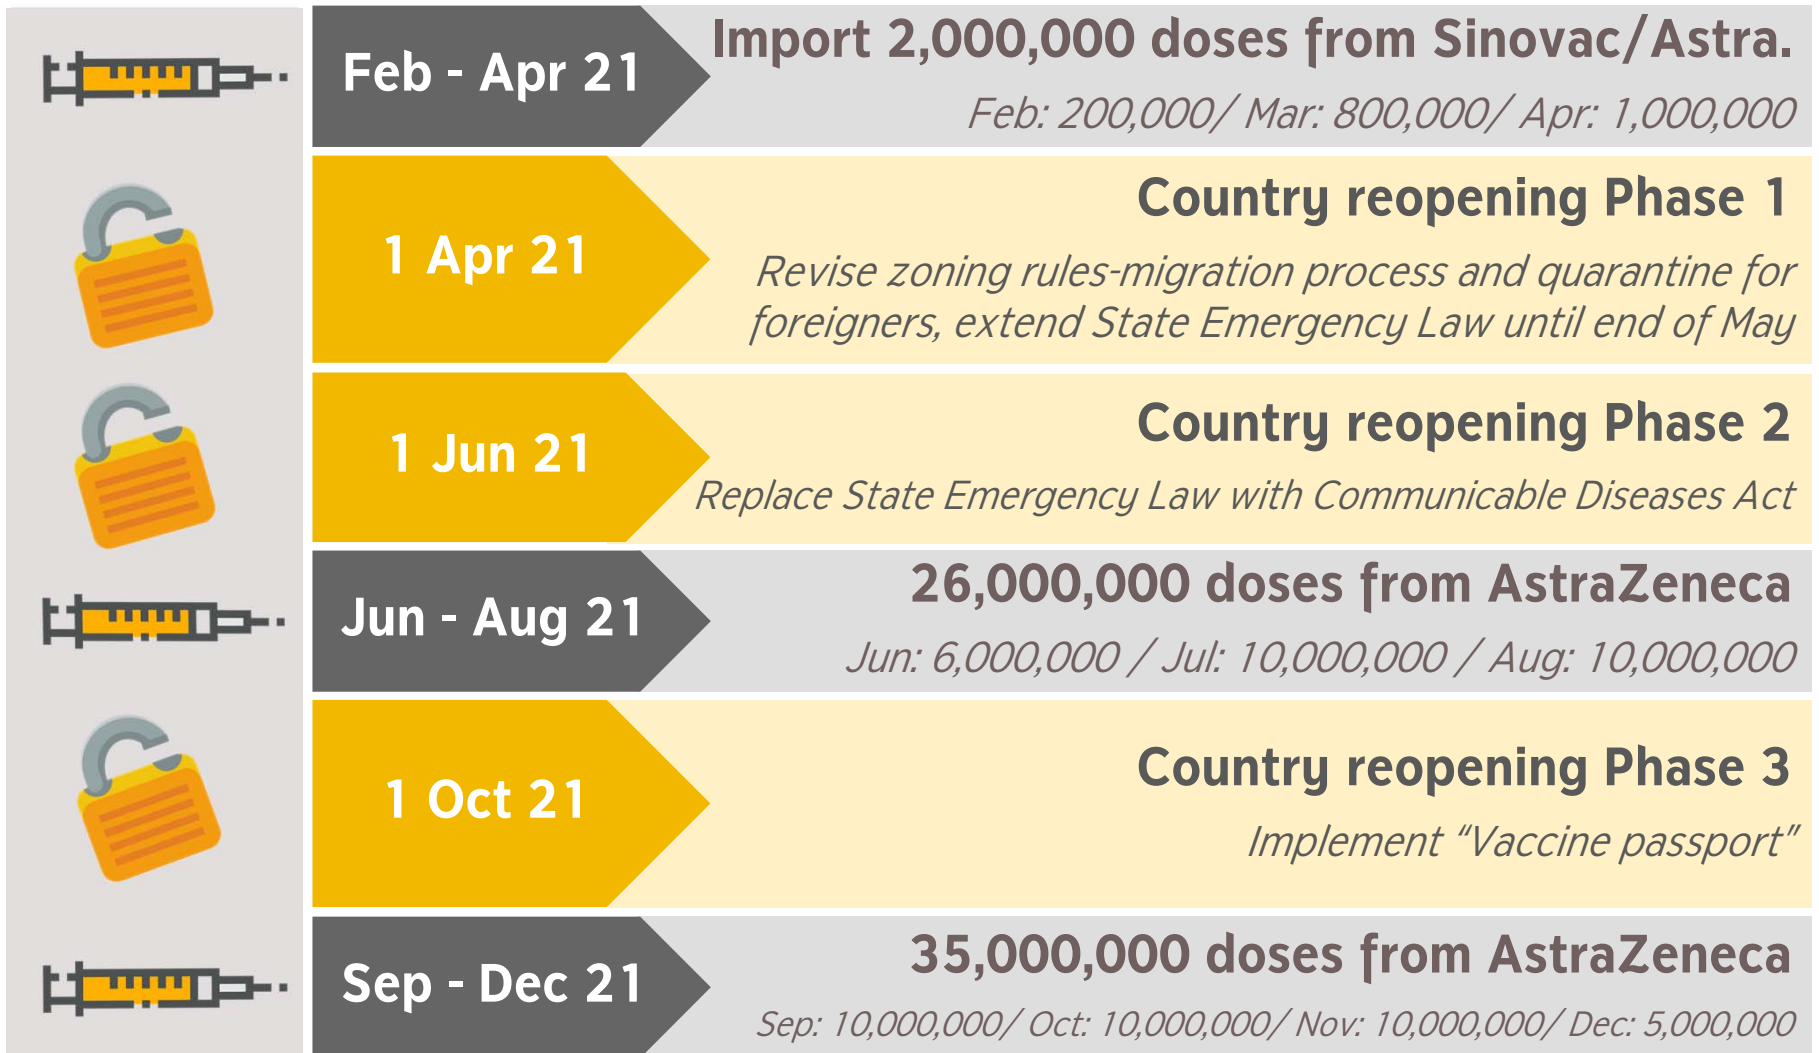 Feb - Apr 21
Import 2,000,000 doses from Sinovac/Astra.
Feb: 200,000/ Mar: 800,000/ Apr: 1,000,000
1 Apr 21
Country reopening Phase 1
Revise zoning rules-migration process and quarantine for
foreigners, extend State Emergency Law until end of May
1 Jun 21
Country reopening Phase 2
Replace State Emergency Law with Communicable Diseases Act
Jun - Aug 21
26,000,000 doses from AstraZeneca
Jun: 6,000,000 / Jul: 10,000,000 / Aug: 10,000,000
1 Oct 21
Country reopening Phase 3
Implement “Vaccine passport”
Sep - Dec 21
35,000,000 doses from AstraZeneca
Sep: 10,000,000/ Oct: 10,000,000/ Nov: 10,000,000/ Dec: 5,000,000